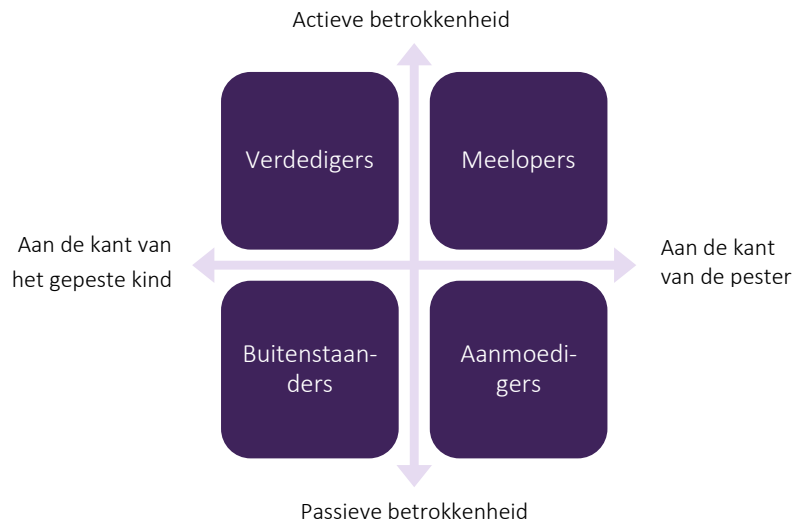 Actieve betrokkenheid
Verdedigers
Meelopers
Aan de kant van
het gepeste kind
Aan de kant
van de pester
Buitenstaan-
ders
Aanmoedi-
gers
Passieve betrokkenheid